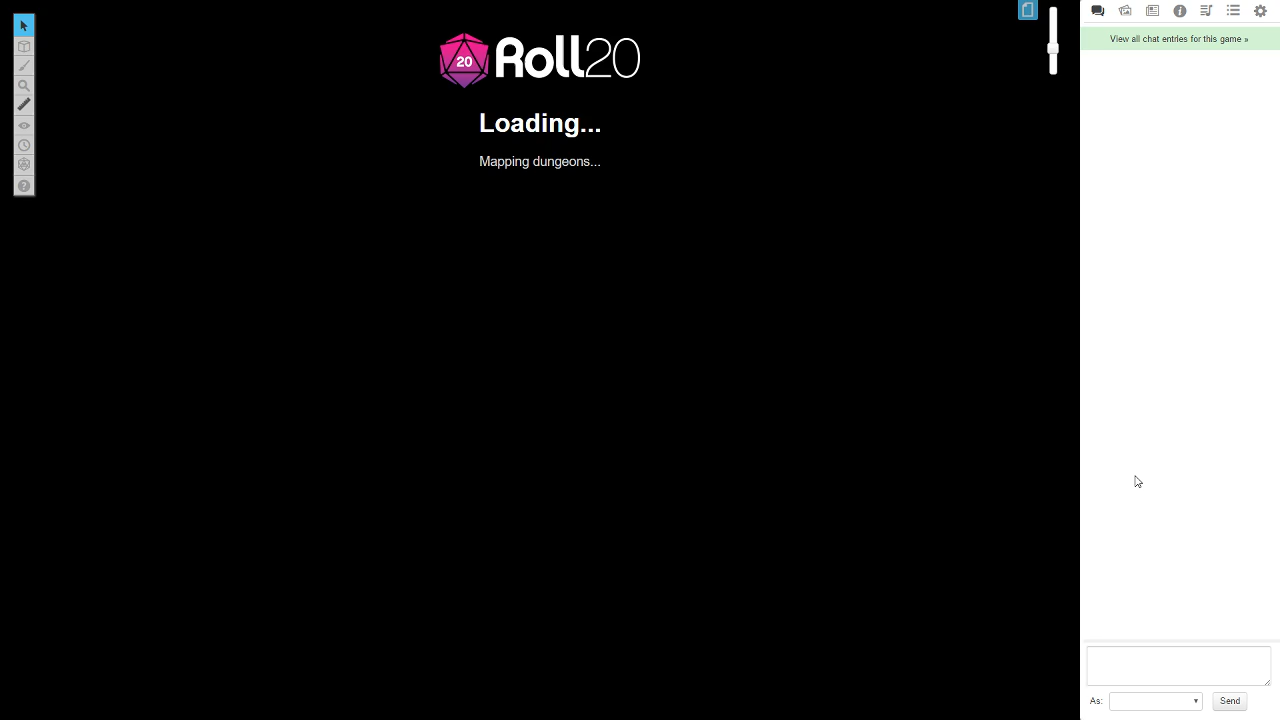 20 Roll20
Loading...
Mapping dungeons...
View all chat entries for this game »
As:
Send